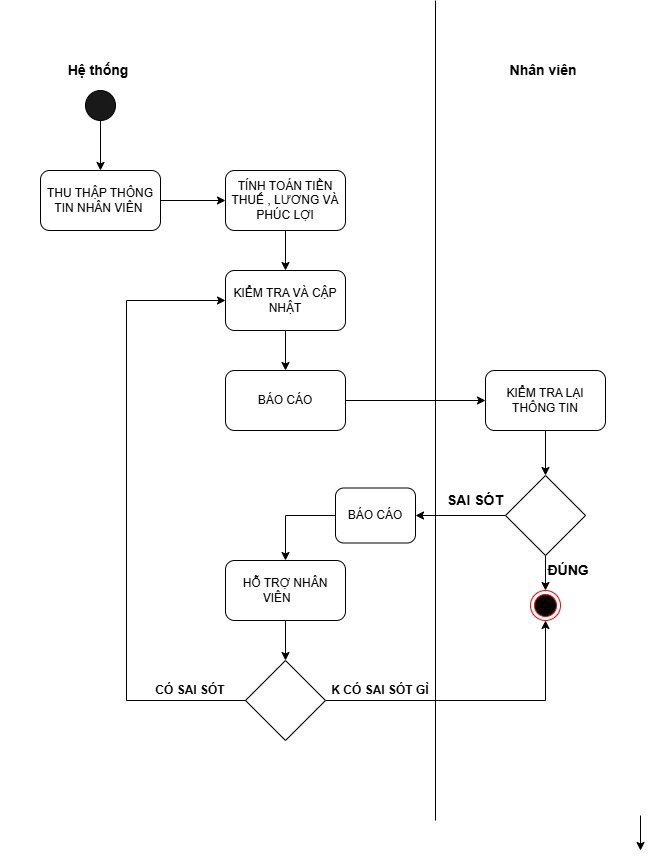 Hệ thống
Nhân viên
THU THẬP THÔNG
TIN NHÂN VIÊN
TÍNH TOÁN TIỀN
THUẾ , LƯƠNG VÀ
PHÚC LỢI
KIỂM TRA VÀ CẬP
NHẬT
BÁO CÁO
KIỂM TRA LẠI
THÔNG TIN
SAI SÓT
BÁO CÁO
ĐÚNG
HỖ TRỢ NHÂN
VIÊN
CÓ SAI SÓT
K CÓ SAI SÓT GÌ